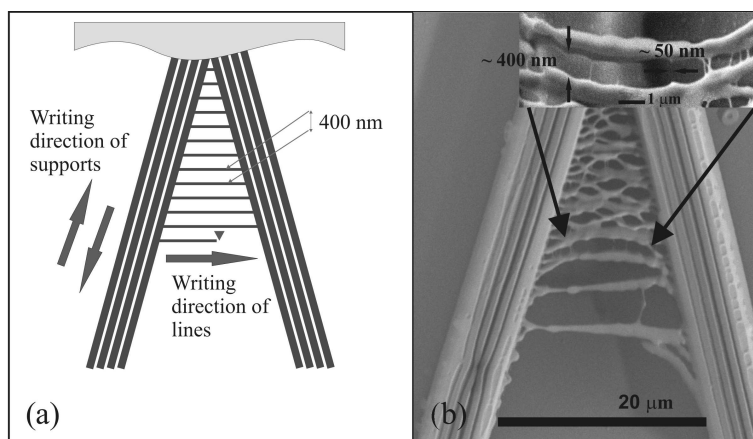 400 nm
Writing
direction of
supports
Writing
direction of
lines
(a)
~ 400 nm
~ 50 nm
1 μm
20 μm
(b)